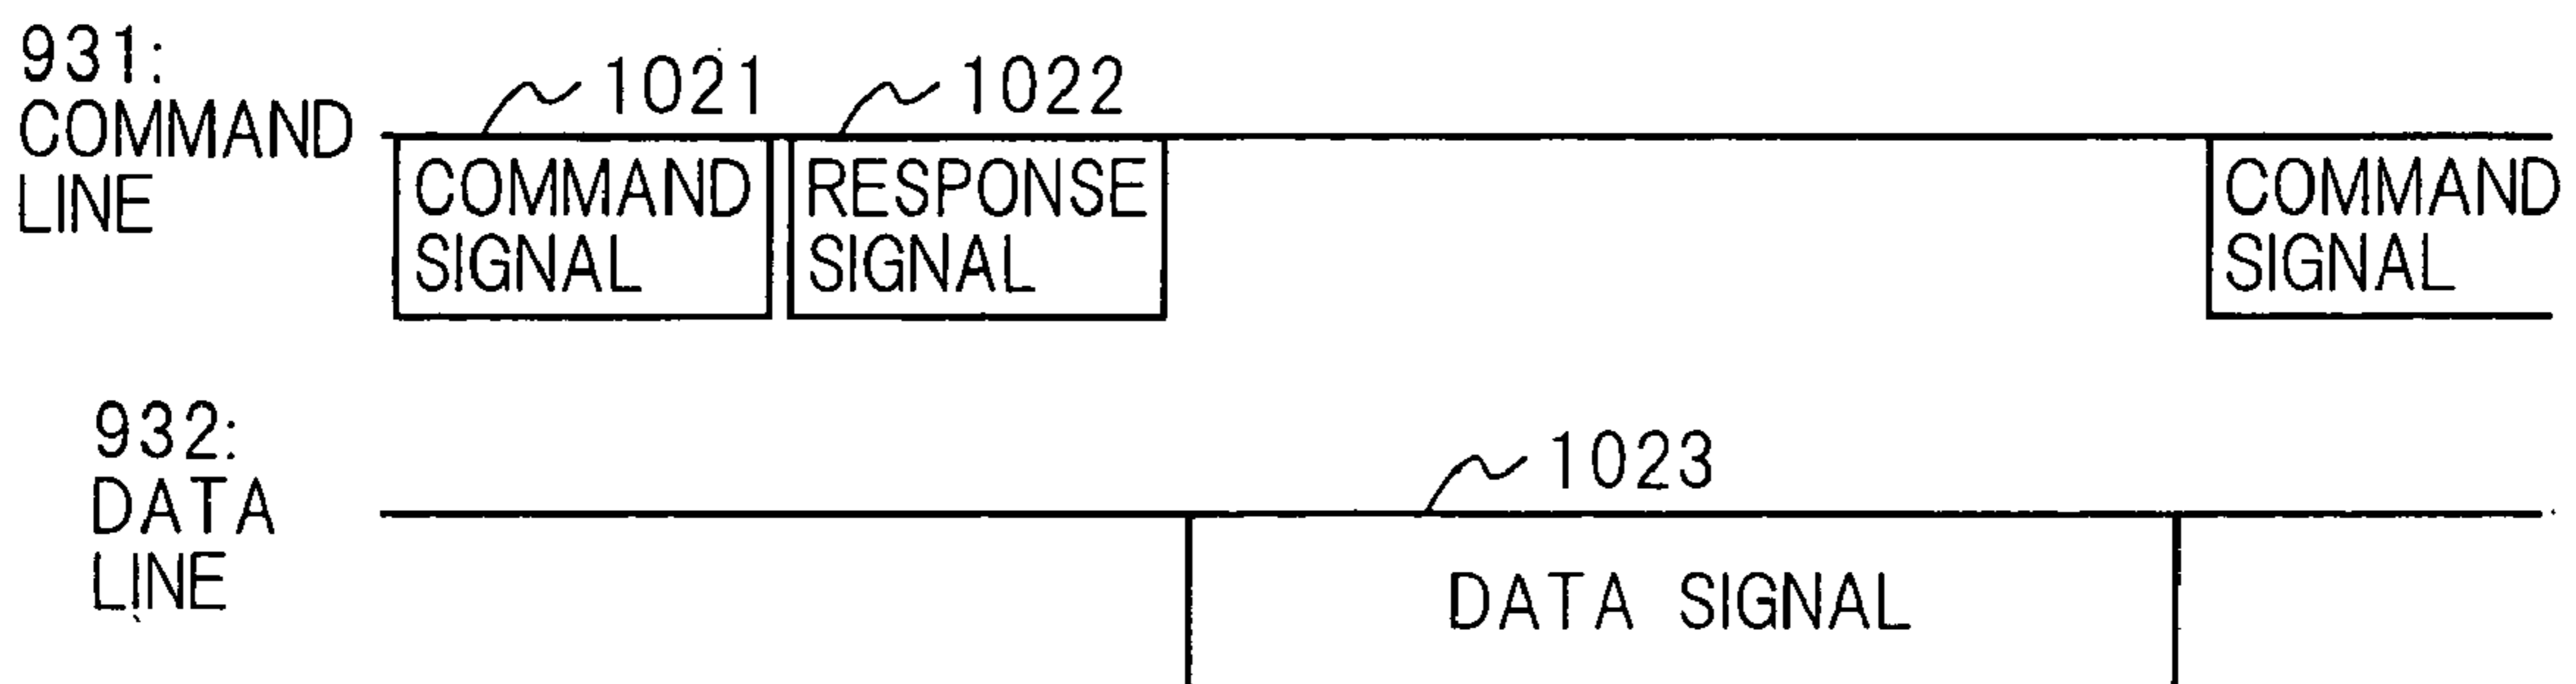 931:
COMMAND
LINE
1021
1022
COMMAND
SIGNAL
RESPONSE
SIGNAL
COMMAND
SIGNAL
932:
DATA
LINE
1023
DATA SIGNAL